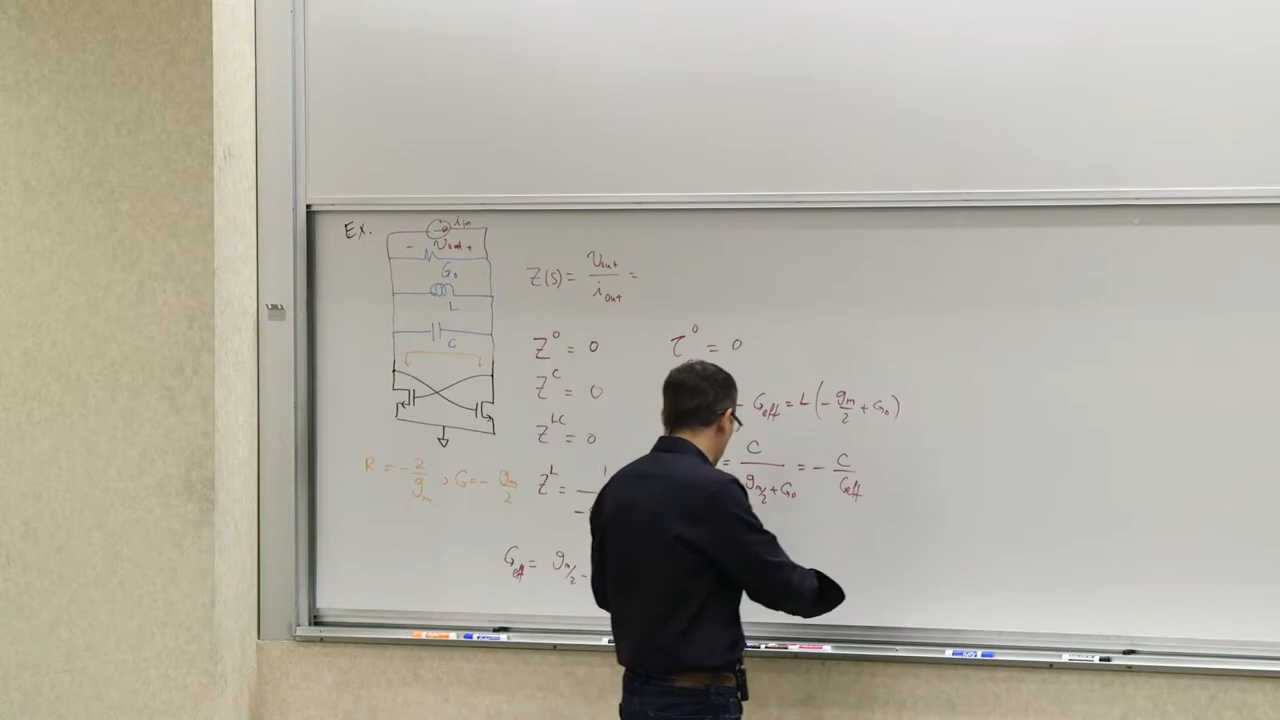 Ex.
i_in
- v_out +
G_0
L
C
R = -2/g_m , G = -g_m/2
Z(s) = v_out/i_out =
Z^0 = 0
Z^C = 0
Z^LC = 0
Z^L = 1/-
G_eff = g_m/2 -
τ^0 = 0
- G_eff = L(-g_m/2 + G_0)
= C/(g_m/2 + G_0) = - C/G_eff